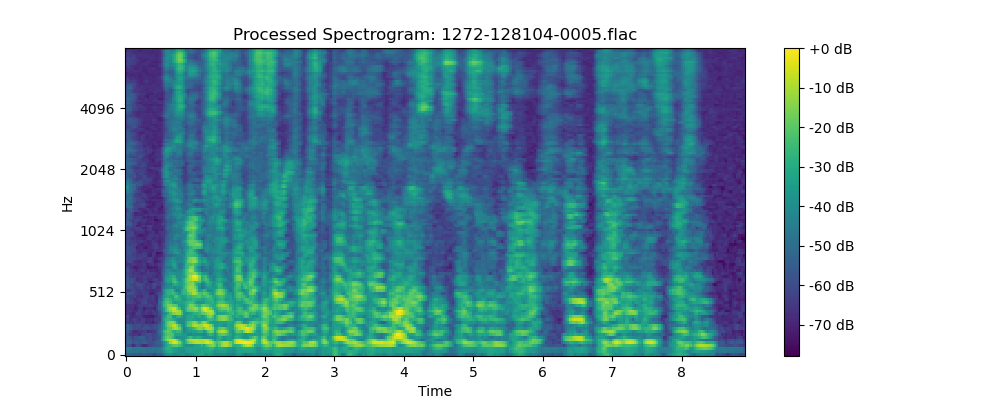 Processed Spectrogram: 1272-128104-0005.flac
Hz
4096
2048
1024
512
0
0 1 2 3 4 5 6 7 8
Time
+0 dB
-10 dB
-20 dB
-30 dB
-40 dB
-50 dB
-60 dB
-70 dB